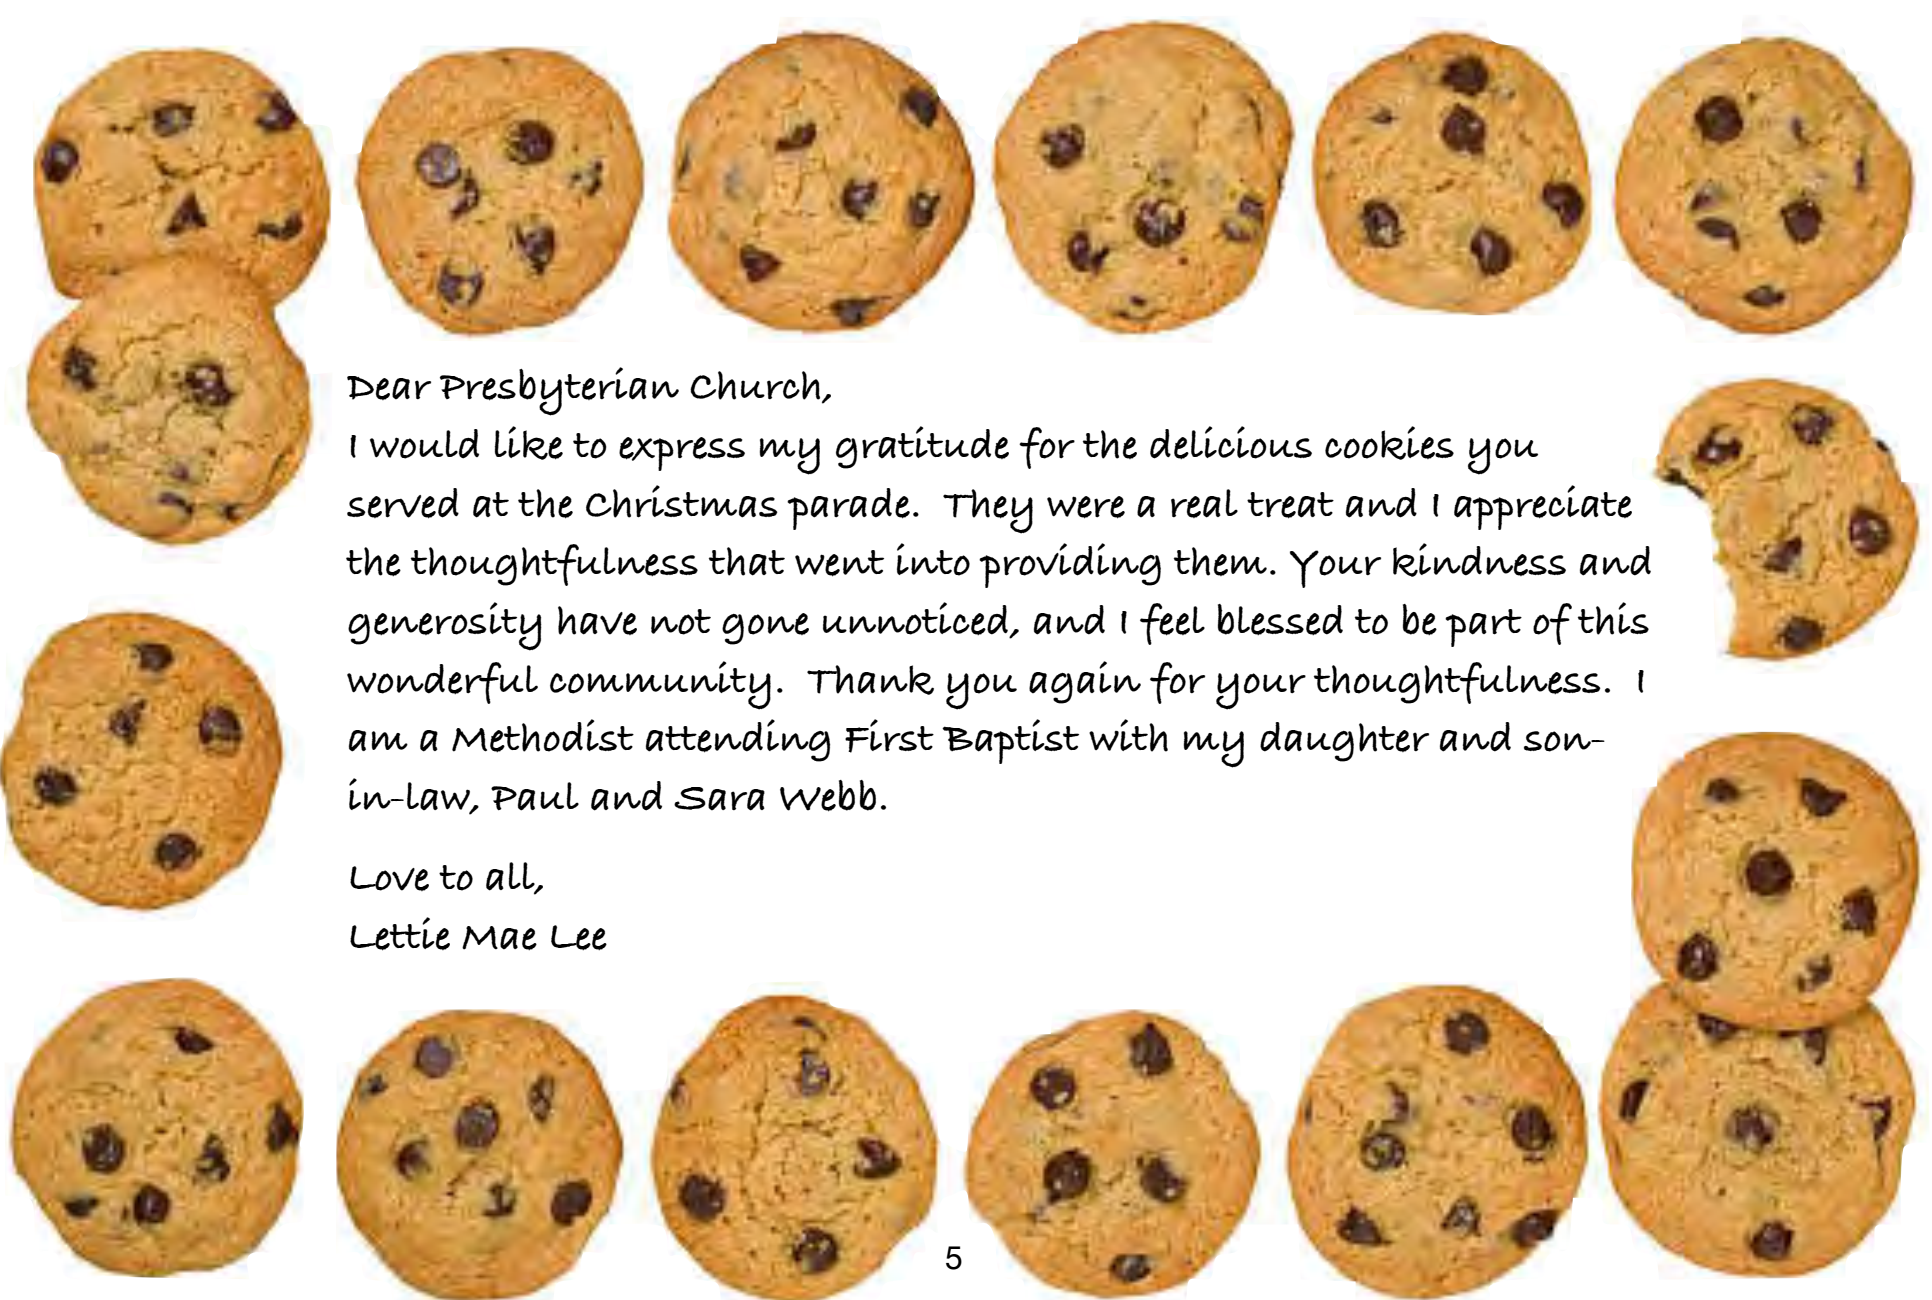 Dear Presbyterian Church,
I would like to express my gratitude for the delicious cookies you
served at the Christmas parade.  They were a real treat and I appreciate
the thoughtfulness that went into providing them. Your kindness and
generosity have not gone unnoticed, and I feel blessed to be part of this
wonderful community.  Thank you again for your thoughtfulness.  I
am a Methodist attending First Baptist with my daughter and son-
in-law, Paul and Sara Webb.
Love to all,
Lettie Mae Lee
5